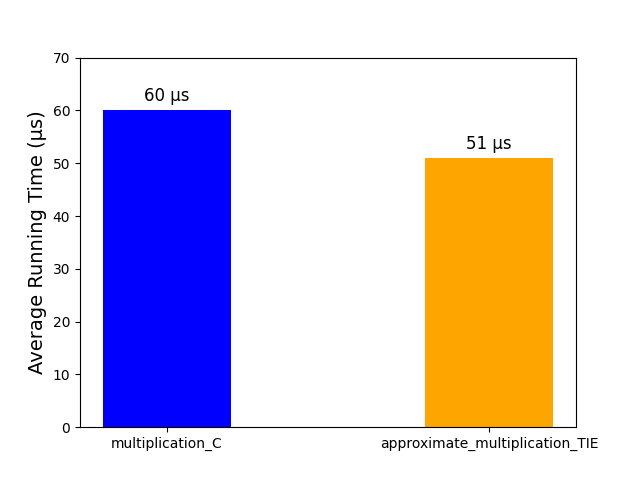 70
60
50
40
30
20
10
0
Average Running Time (µs)
60 µs
51 µs
multiplication_C
approximate_multiplication_TIE